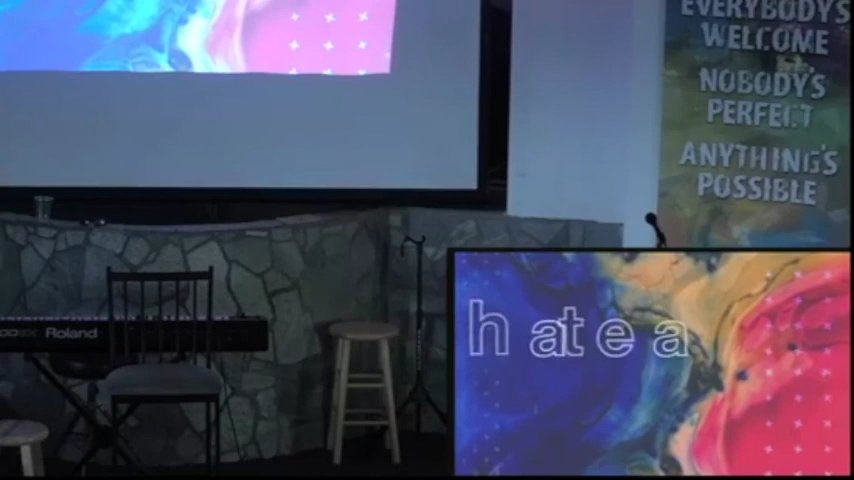 EVERYBODY'S
WELCOME
NOBODY'S
PERFECT
ANYTHING'S
POSSIBLE
Roland
h at e a